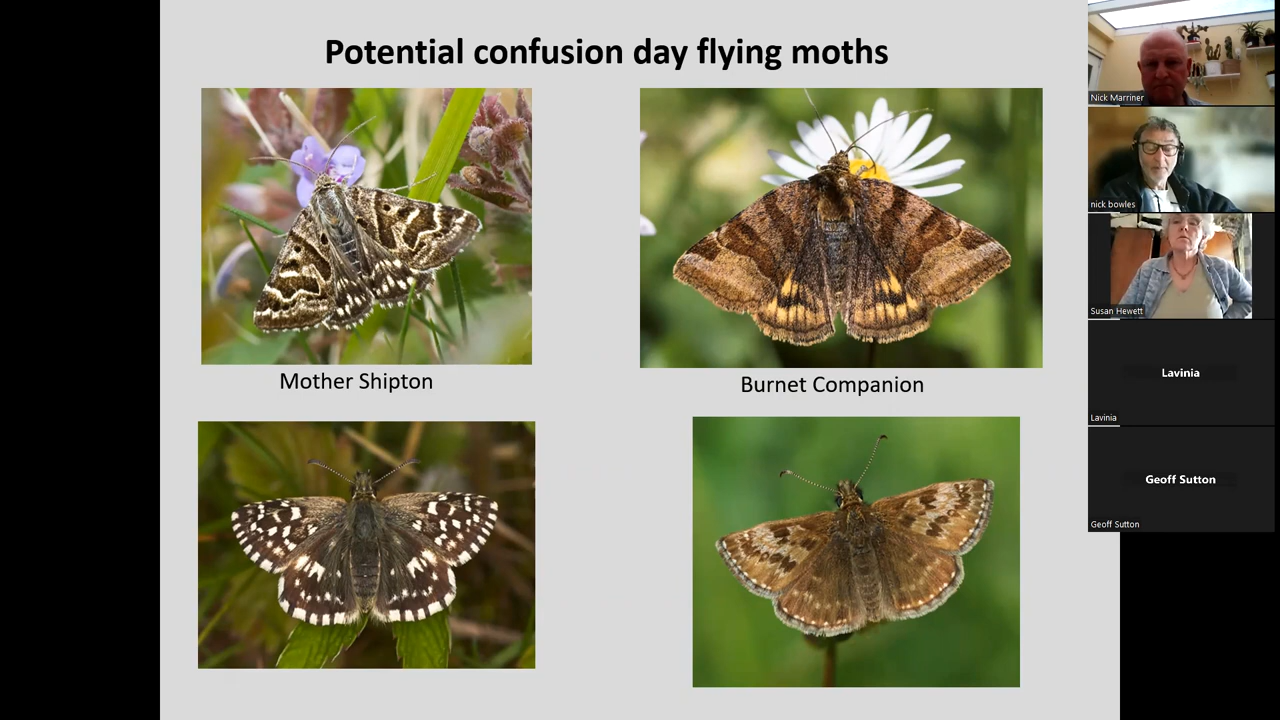 Potential confusion day flying moths
Mother Shipton
Burnet Companion
Nick Marriner
nick bowles
Susan Hewett
Lavinia
Lavinia
Geoff Sutton
Geoff Sutton